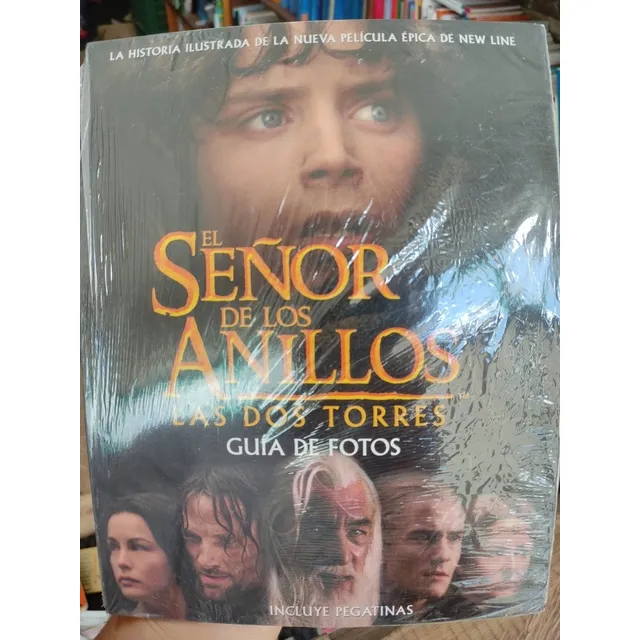 LA HISTORIA ILUSTRADA DE LA NUEVA PELÍCULA ÉPICA DE NEW LINE
EL
SEÑOR
DE LOS
ANILLOS
LAS DOS TORRES
GUÍA DE FOTOS
INCLUYE PEGATINAS